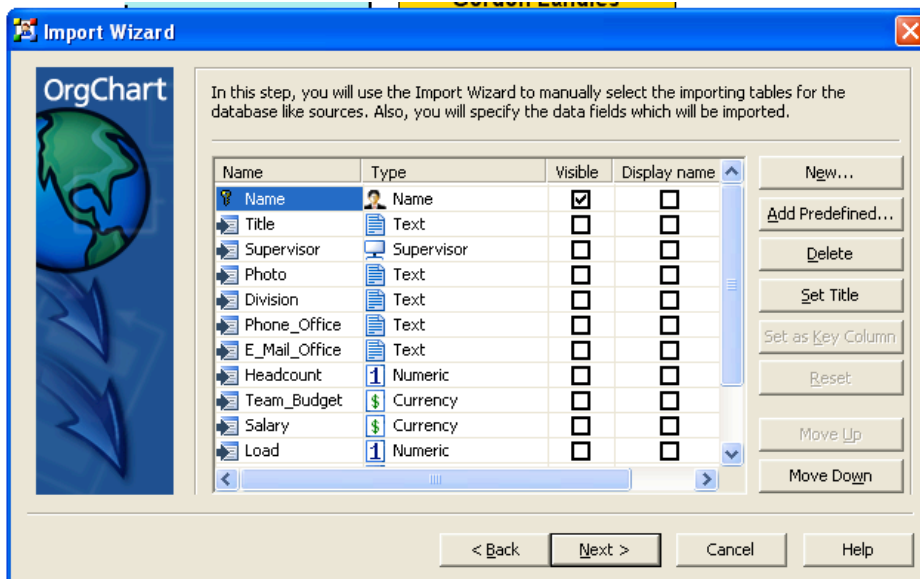 Gordon Landies
Import Wizard
OrgChart
In this step, you will use the Import Wizard to manually select the importing tables for the
database like sources. Also, you will specify the data fields which will be imported.
Name Type Visible Display name
Name Name
Title Text
Supervisor Supervisor
Photo Text
Division Text
Phone_Office Text
E_Mail_Office Text
Headcount 1 Numeric
Team_Budget $ Currency
Salary $ Currency
Load 1 Numeric
New...
Add Predefined...
Delete
Set Title
Set as Key Column
Reset
Move Up
Move Down
< Back Next > Cancel Help